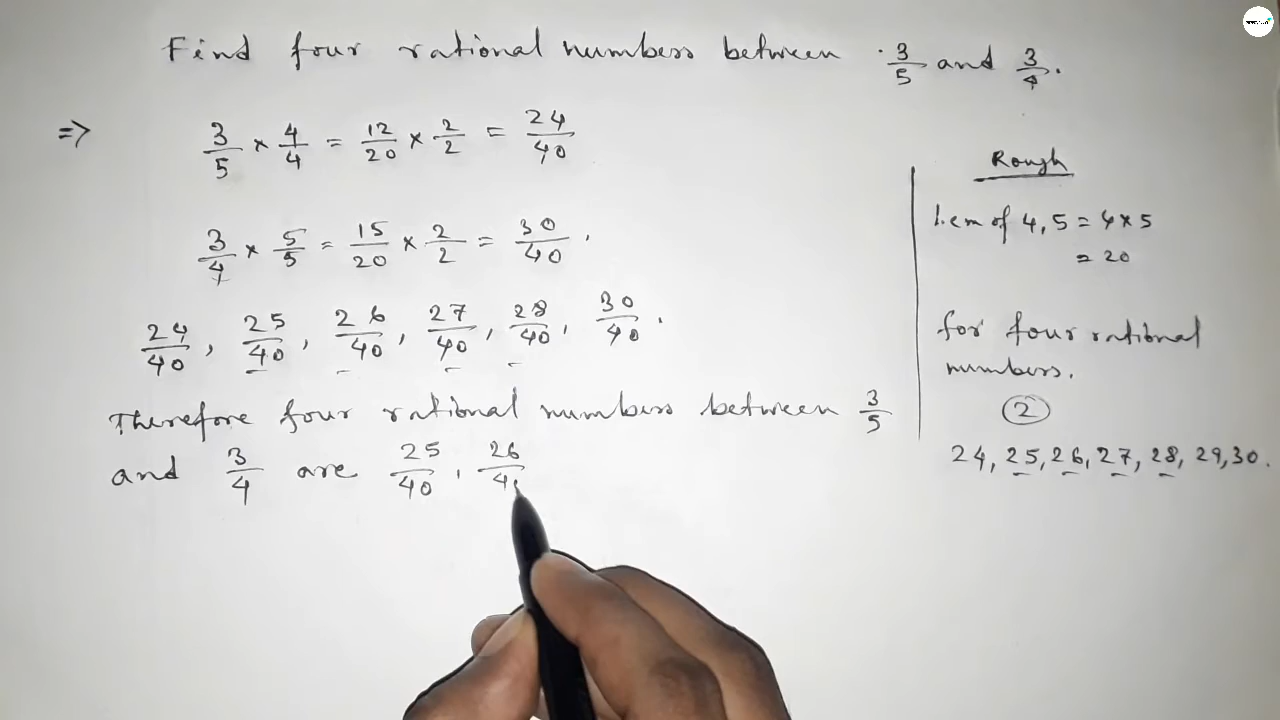 Find four rational numbers between 3/5 and 3/4.
=> 3/5 × 4/4 = 12/20 × 2/2 = 24/40
3/4 × 5/5 = 15/20 × 2/2 = 30/40 ,
24/40 , 25/40 , 26/40 , 27/40 , 28/40 , 30/40 .
Therefore four rational numbers between 3/5
and 3/4 are 25/40 , 26/40
Rough
l.cm of 4, 5 = 4×5
= 20
for four rational
numbers.
2
24, 25, 26, 27, 28, 29, 30.